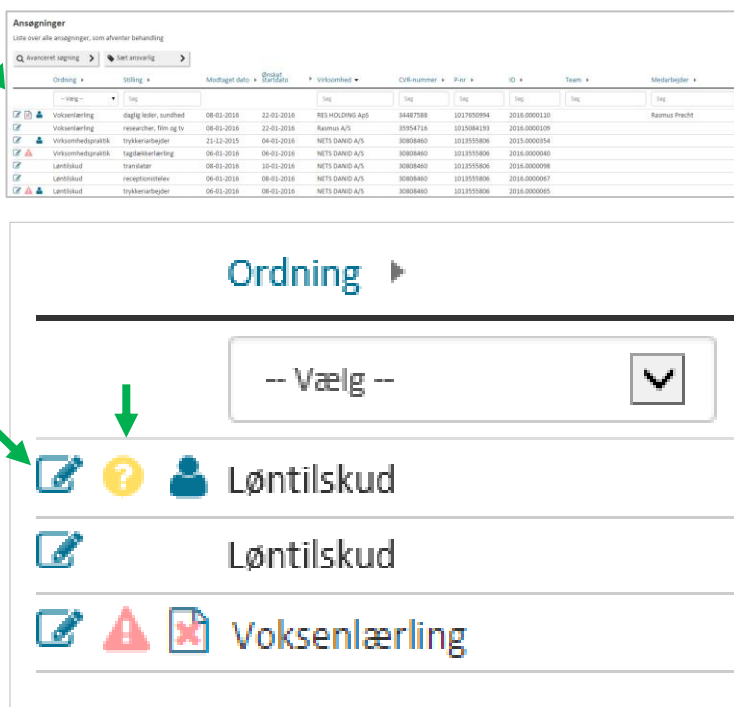 Ansøgninger
Liste over alle ansøgninger, som afventer behandling
Avanceret søgning Sæt ansvarlig
Ordning Stilling Modtaget dato Ønsket startdato Virksomhed CVR-nummer P-nr ID Team Medarbejder
-- Vælg -- Søg Søg Søg Søg Søg Søg Søg
Voksenlærling daglig leder, sundhed 08-01-2016 22-01-2016 RES HOLDING ApS 34487588 1017650994 2016.0000110 Rasmus Precht
Voksenlærling researcher, film og tv 08-01-2016 22-01-2016 Rasmus A/S 35954716 1015084193 2016.0000109
Virksomhedspraktik trykkeriarbejder 21-12-2015 04-01-2016 NETS DANID A/S 30808460 1013555806 2015.0000354
Virksomhedspraktik tagdækkerlærling 06-01-2016 06-01-2016 NETS DANID A/S 30808460 1013555806 2016.0000040
Løntilskud translatør 08-01-2016 10-01-2016 NETS DANID A/S 30808460 1013555806 2016.0000098
Løntilskud receptionistelev 06-01-2016 08-01-2016 NETS DANID A/S 30808460 1013555806 2016.0000067
Løntilskud trykkeriarbejder 06-01-2016 08-01-2016 NETS DANID A/S 30808460 1013555806 2016.0000065
Ordning
-- Vælg --
Løntilskud
Løntilskud
Voksenlærling